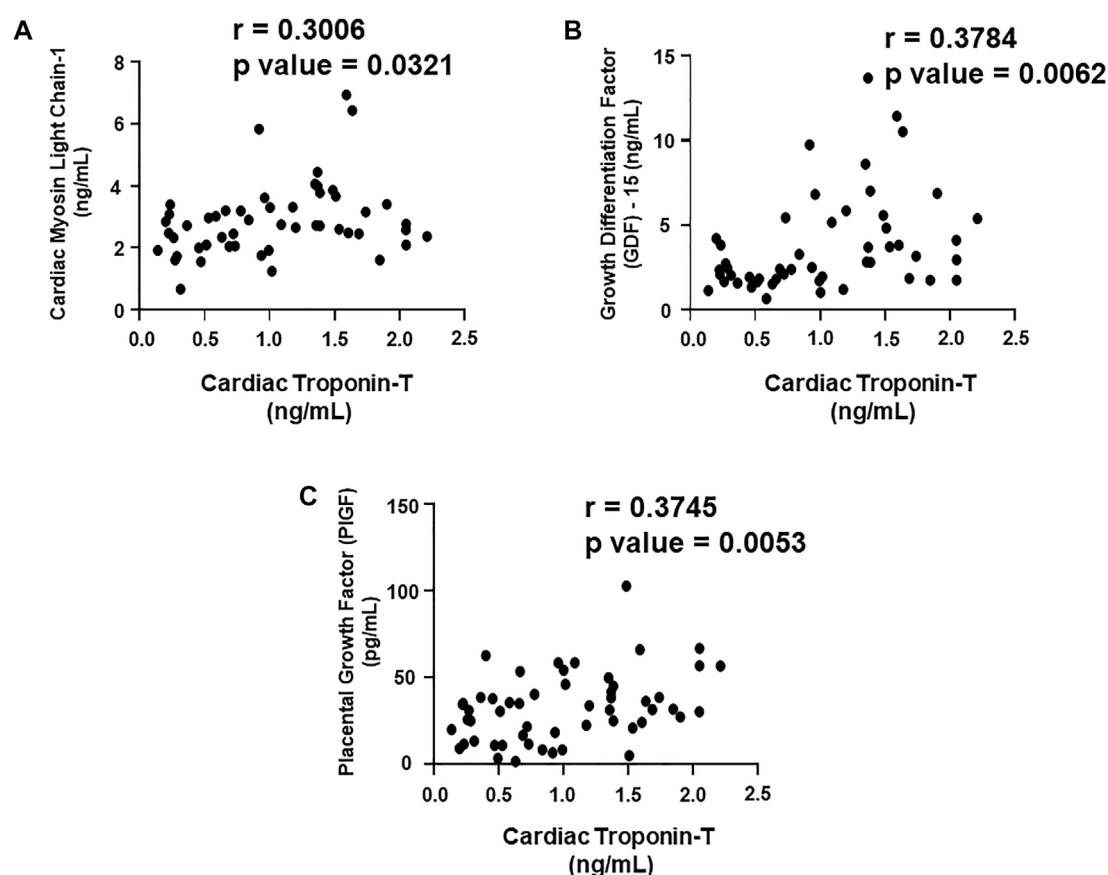 A
r = 0.3006
p value = 0.0321
Cardiac Myosin Light Chain-1
(ng/mL)
8
6
4
2
0
0.0 0.5 1.0 1.5 2.0 2.5
Cardiac Troponin-T
(ng/mL)
B
r = 0.3784
p value = 0.0062
Growth Differentiation Factor
(GDF) - 15 (ng/mL)
15
10
5
0
0.0 0.5 1.0 1.5 2.0 2.5
Cardiac Troponin-T
(ng/mL)
C
r = 0.3745
p value = 0.0053
Placental Growth Factor (PIGF)
(pg/mL)
150
100
50
0
0.0 0.5 1.0 1.5 2.0 2.5
Cardiac Troponin-T
(ng/mL)